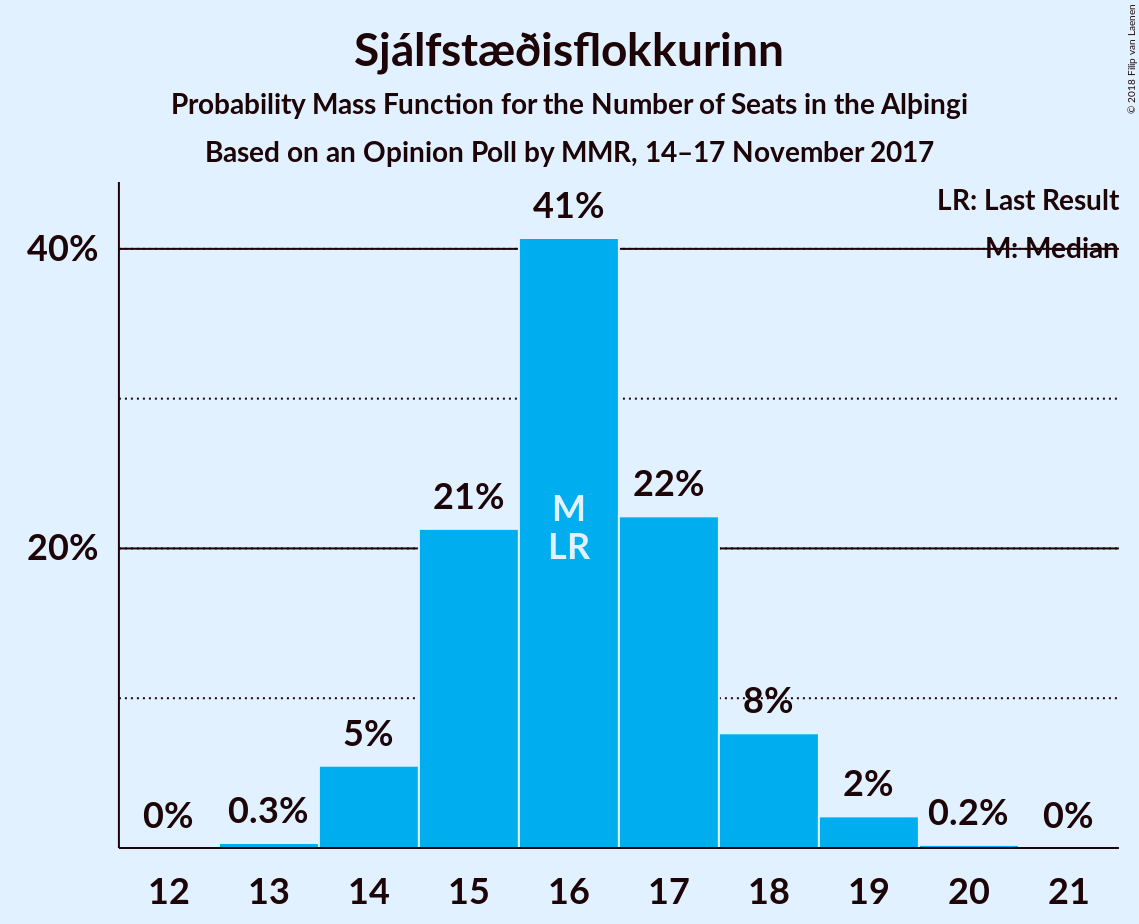 Sjálfstæðisflokkurinn
Probability Mass Function for the Number of Seats in the Alþingi
Based on an Opinion Poll by MMR, 14–17 November 2017
© 2018 Filip van Laenen
LR: Last Result
M: Median
40%
20%
0%
0.3%
5%
21%
41%
M
LR
22%
8%
2%
0.2%
0%
12 13 14 15 16 17 18 19 20 21